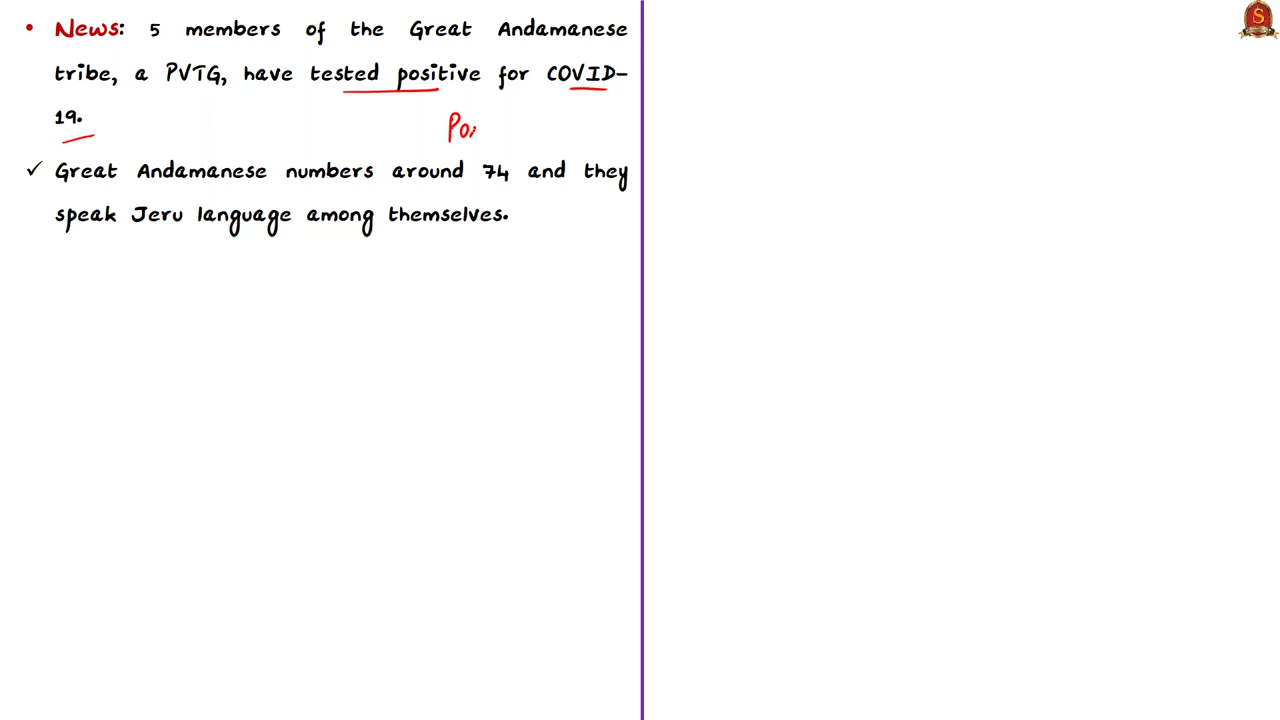 • News: 5 members of the Great Andamanese
tribe, a PVTG, have tested positive for COVID-
19.
✓ Great Andamanese numbers around 74 and they
speak Jeru language among themselves.
S